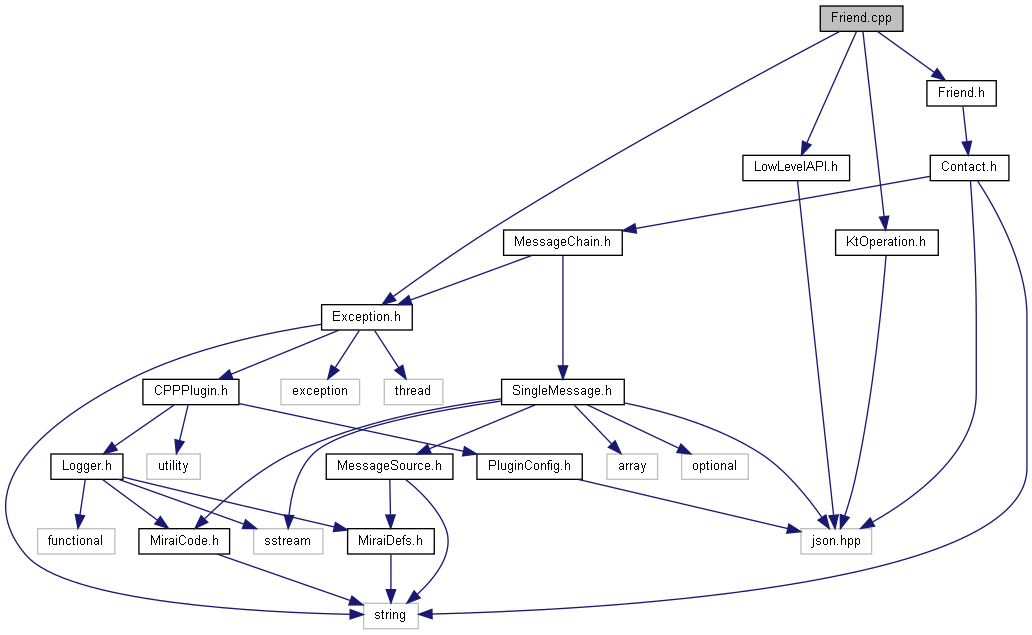 Friend.cpp
Friend.h
LowLevelAPI.h
Contact.h
MessageChain.h
KtOperation.h
Exception.h
CPPPlugin.h
exception
thread
SingleMessage.h
Logger.h
utility
MessageSource.h
PluginConfig.h
array
optional
functional
MiraiCode.h
sstream
MiraiDefs.h
json.hpp
string